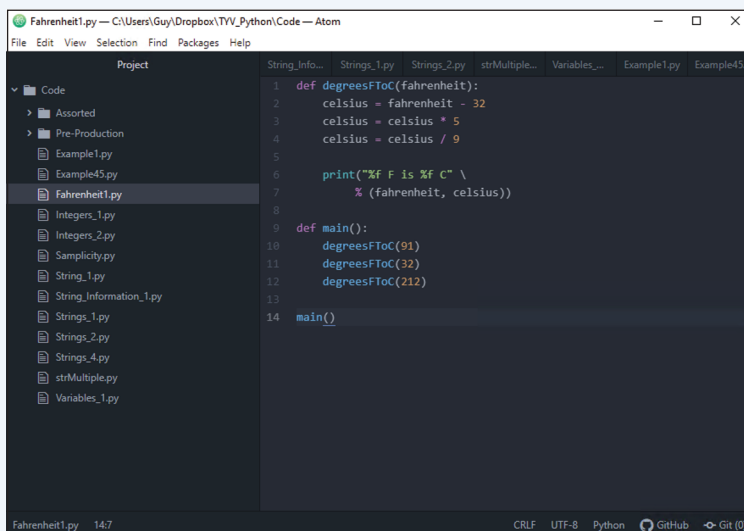 Fahrenheit1.py — C:\Users\Guy\Dropbox\TYV_Python\Code — Atom
File Edit View Selection Find Packages Help
Project
String_Info... Strings_1.py Strings_2.py strMultiple... Variables_... Example1.py Example45.
Code
Assorted
Pre-Production
Example1.py
Example45.py
Fahrenheit1.py
Integers_1.py
Integers_2.py
Samplicity.py
String_1.py
String_Information_1.py
Strings_1.py
Strings_2.py
Strings_4.py
strMultiple.py
Variables_1.py
1 def degreesFToC(fahrenheit):
2     celsius = fahrenheit - 32
3     celsius = celsius * 5
4     celsius = celsius / 9
5
6     print("%f F is %f C" \
7         % (fahrenheit, celsius))
8
9 def main():
10     degreesFToC(91)
11     degreesFToC(32)
12     degreesFToC(212)
13
14 main()
Fahrenheit1.py 14:7 CRLF UTF-8 Python GitHub Git (0)